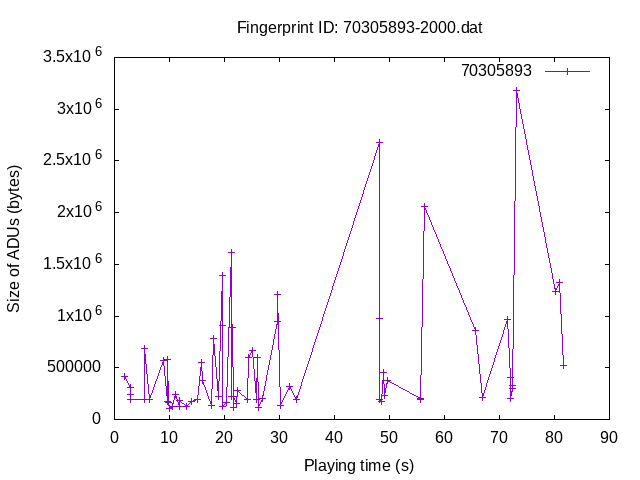 Fingerprint ID: 70305893-2000.dat
70305893
3.5x10^6
3x10^6
2.5x10^6
2x10^6
1.5x10^6
1x10^6
500000
0
Size of ADUs (bytes)
0 10 20 30 40 50 60 70 80 90
Playing time (s)